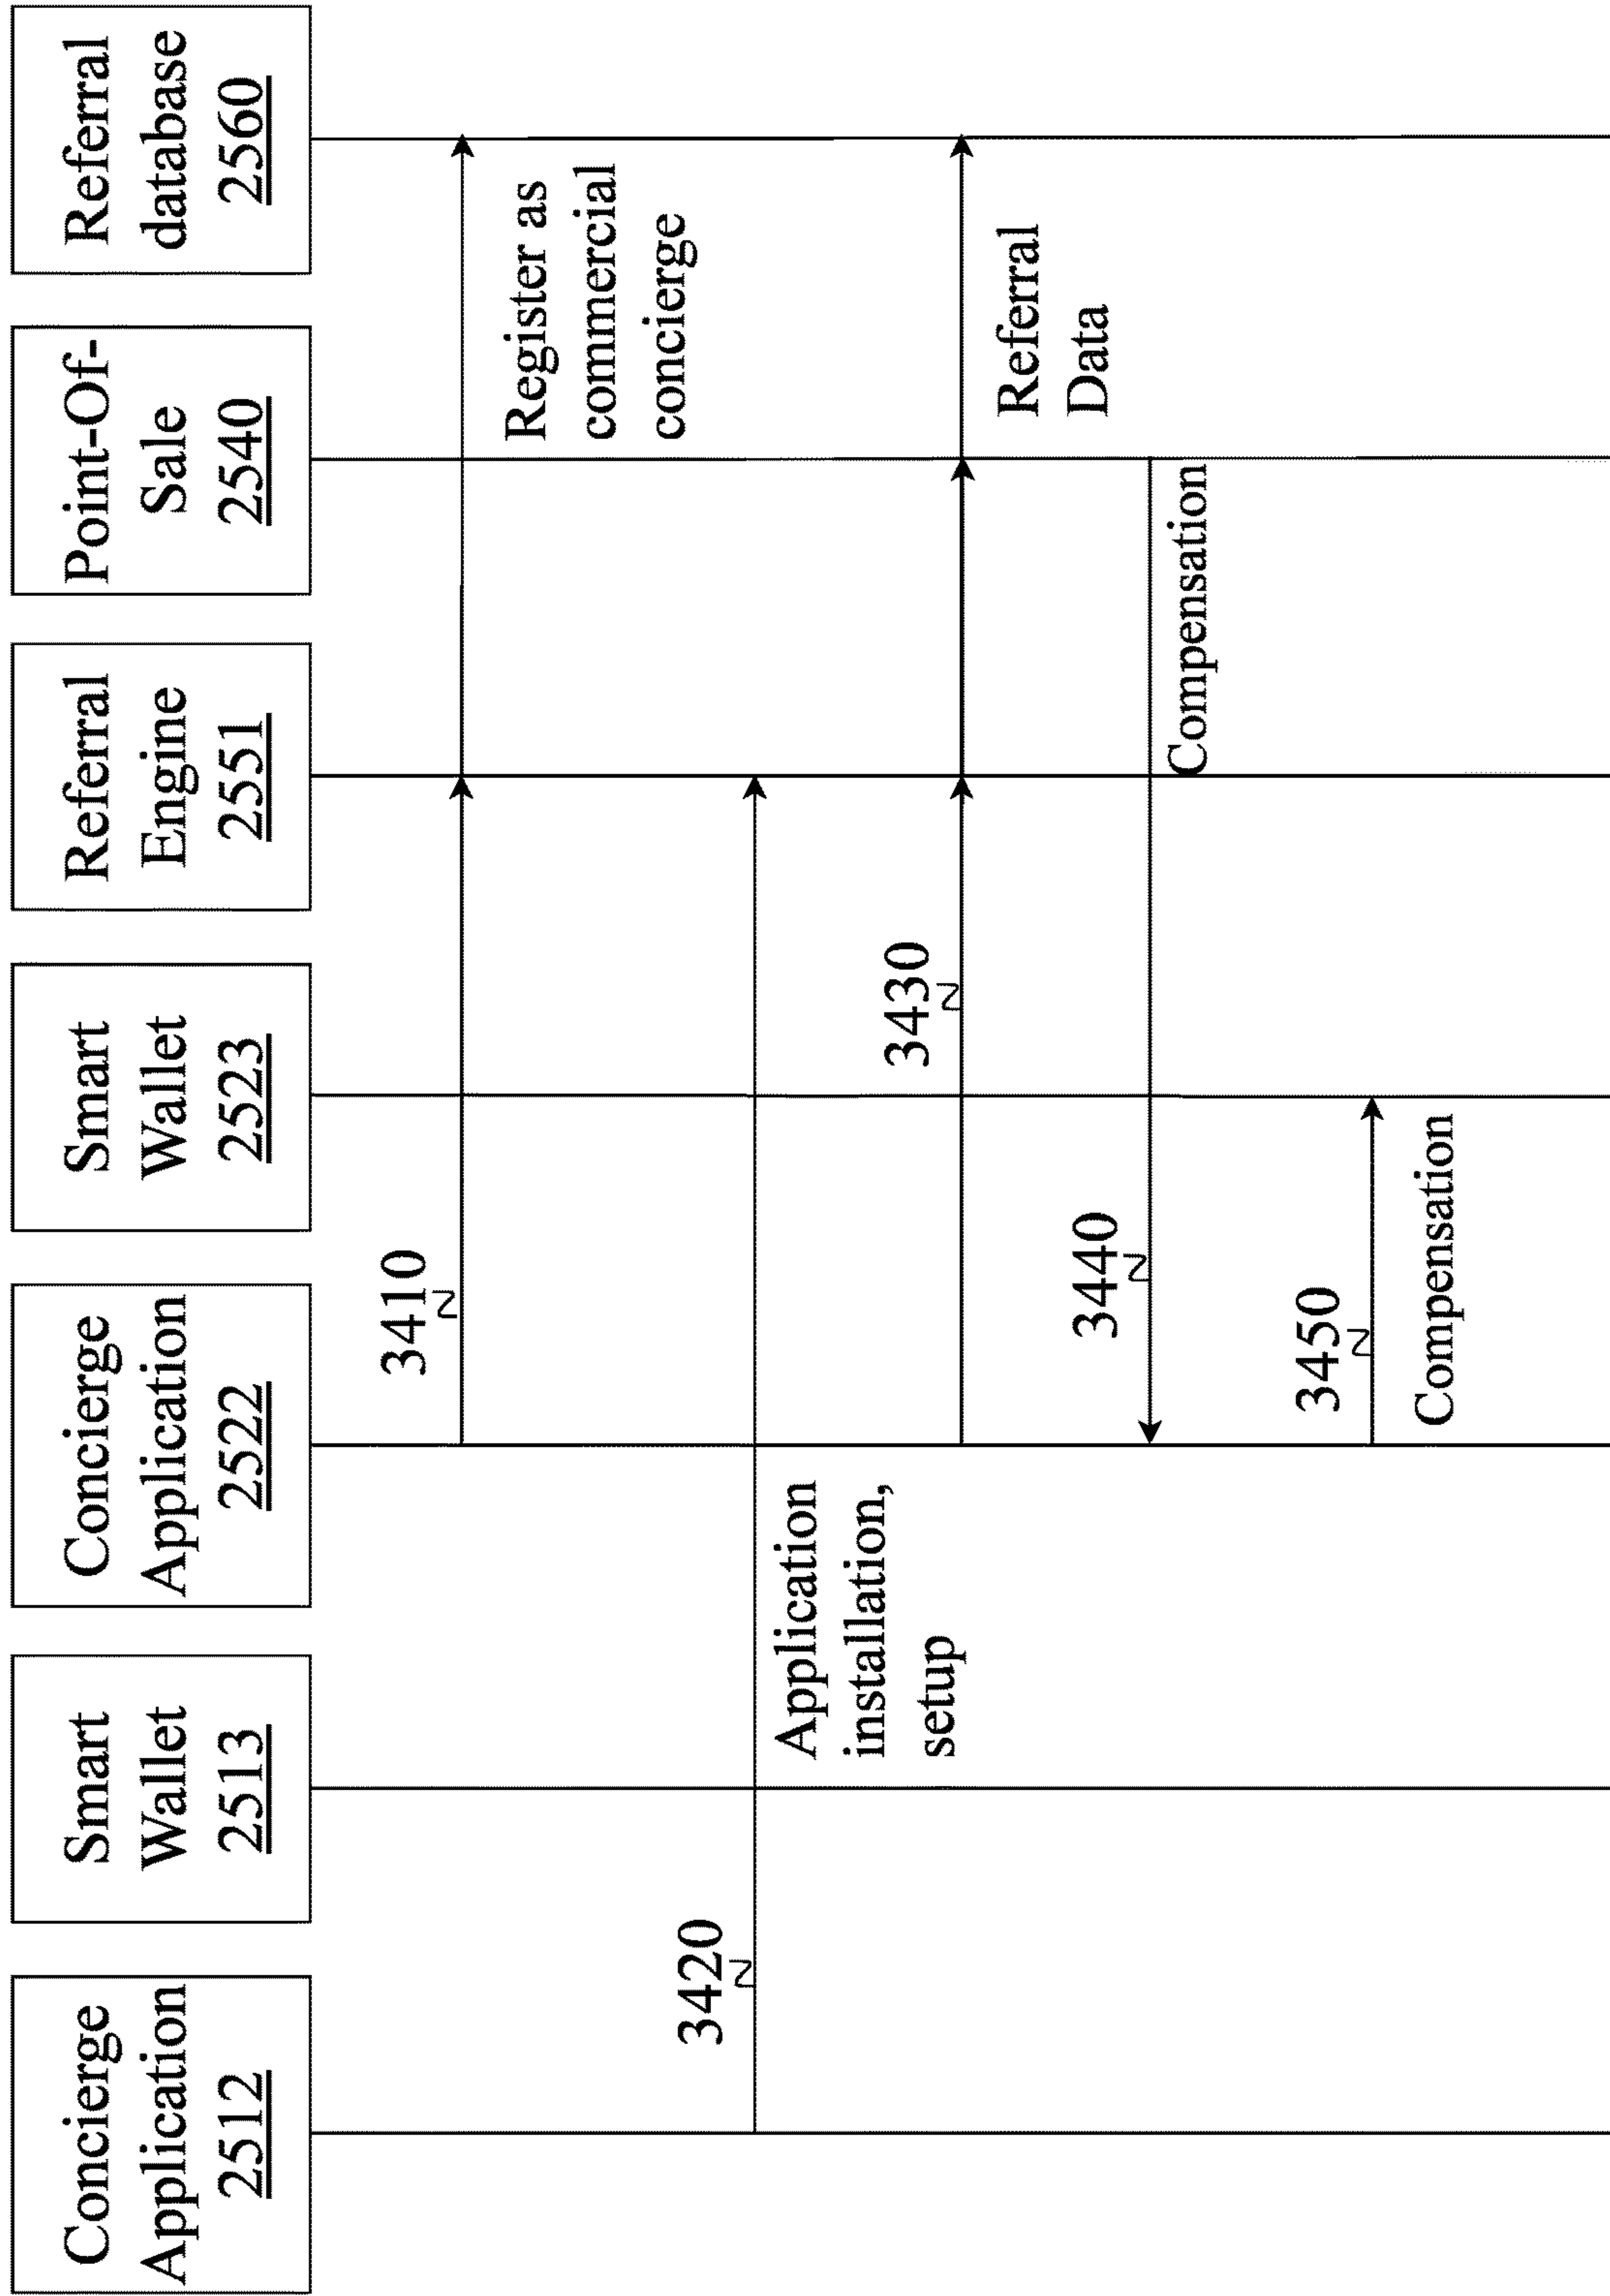 Concierge
Application
2512
Smart
Wallet
2513
Concierge
Application
2522
Smart
Wallet
2523
Referral
Engine
2551
Point-Of-
Sale
2540
Referral
database
2560
3410
Register as
commercial
concierge
3420
Application
installation,
setup
3430
Referral
Data
3440
Compensation
3450
Compensation